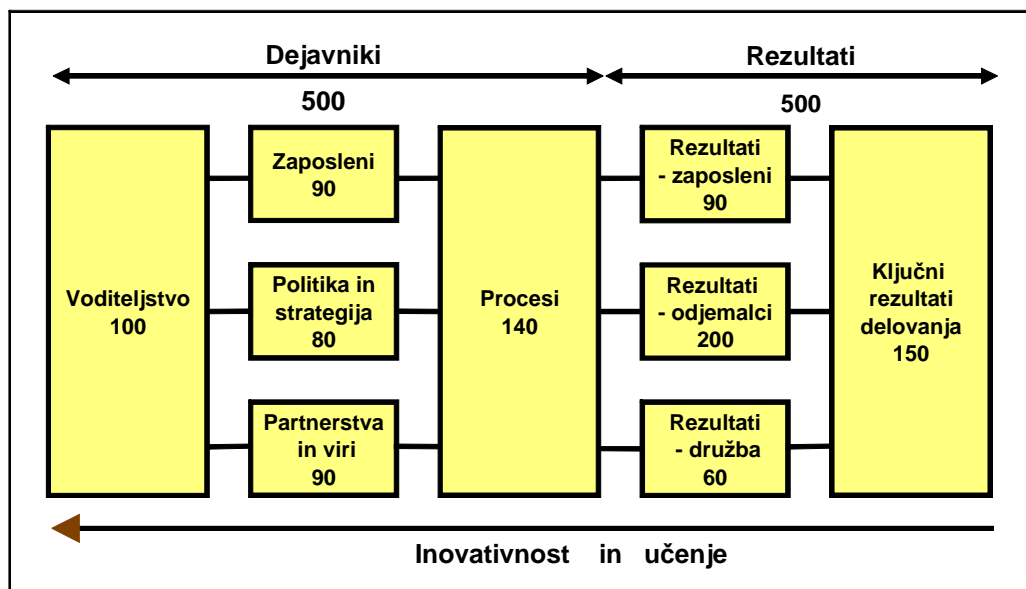 Dejavniki
Rezultati
500
500
Voditeljstvo
100
Zaposleni
90
Politika in
strategija
80
Partnerstva
in viri
90
Procesi
140
Rezultati
- zaposleni
90
Rezultati
- odjemalci
200
Rezultati
- družba
60
Ključni
rezultati
delovanja
150
Inovativnost in učenje